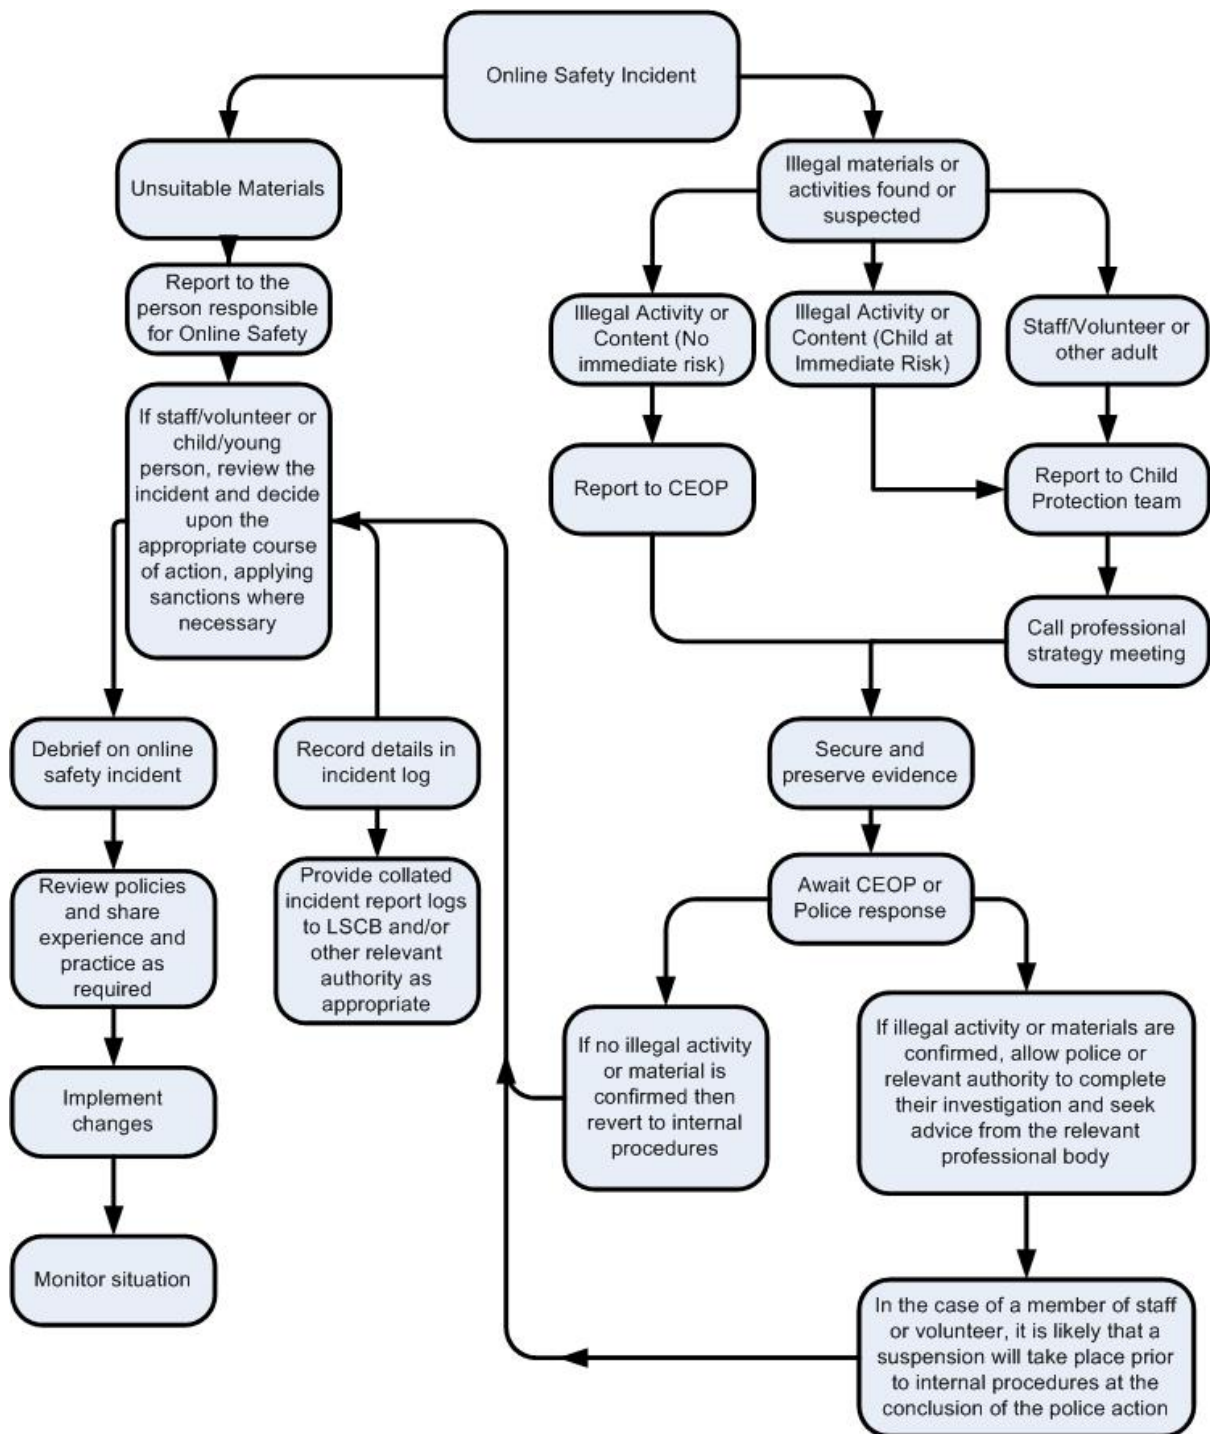 Online Safety Incident
Unsuitable Materials
Report to the
person responsible
for Online Safety
If staff/volunteer or
child/young
person, review the
incident and decide
upon the
appropriate course
of action, applying
sanctions where
necessary
Debrief on online
safety incident
Review policies
and share
experience and
practice as
required
Implement
changes
Monitor situation
Record details in
incident log
Provide collated
incident report logs
to LSCB and/or
other relevant
authority as
appropriate
Illegal materials or
activities found or
suspected
Illegal Activity or
Content (No
immediate risk)
Illegal Activity or
Content (Child at
Immediate Risk)
Staff/Volunteer or
other adult
Report to CEOP
Report to Child
Protection team
Call professional
strategy meeting
Secure and
preserve evidence
Await CEOP or
Police response
If no illegal activity
or material is
confirmed then
revert to internal
procedures
If illegal activity or materials are
confirmed, allow police or
relevant authority to complete
their investigation and seek
advice from the relevant
professional body
In the case of a member of staff
or volunteer, it is likely that a
suspension will take place prior
to internal procedures at the
conclusion of the police action